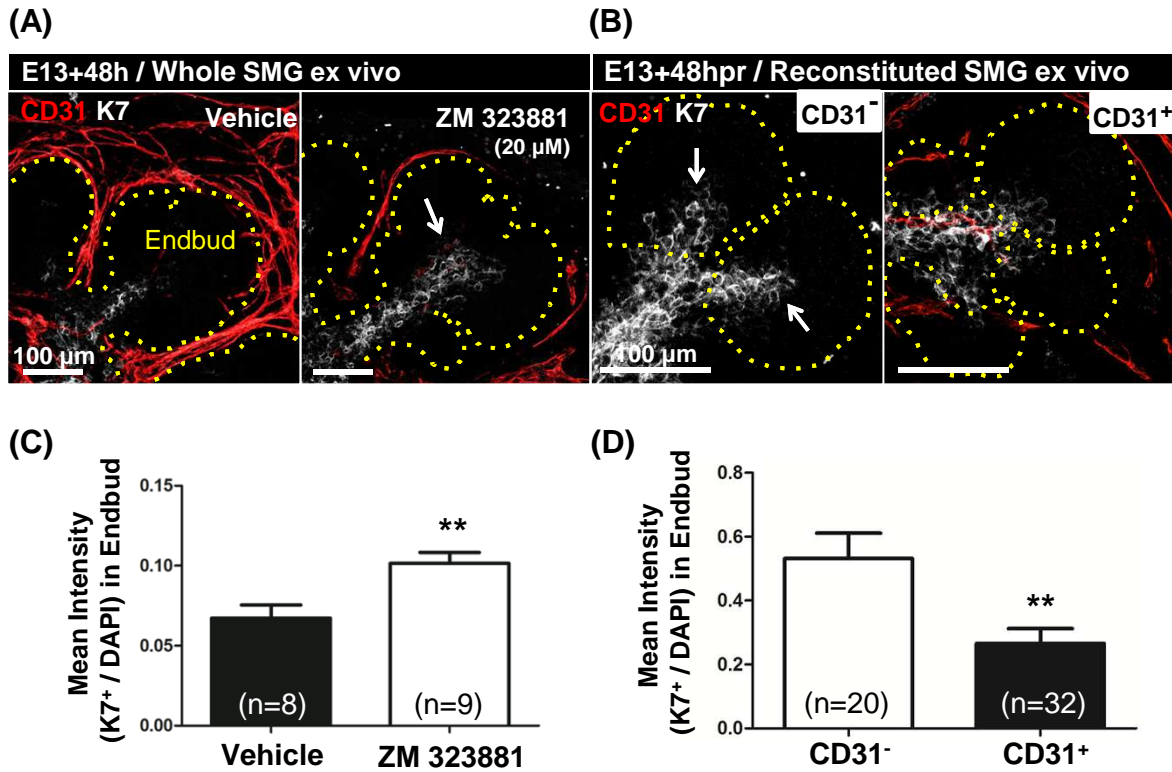 (A)
E13+48h / Whole SMG ex vivo
CD31 K7
Vehicle
Endbud
100 µm
ZM 323881
(20 µM)
(B)
E13+48hpr / Reconstituted SMG ex vivo
CD31 K7
CD31⁻
100 µm
CD31⁺
(C)
Mean Intensity
(K7⁺ / DAPI) in Endbud
0.15
0.10
0.05
0.00
**
(n=8)
(n=9)
Vehicle
ZM 323881
(D)
Mean Intensity
(K7⁺ / DAPI) in Endbud
0.8
0.6
0.4
0.2
0.0
**
(n=20)
(n=32)
CD31⁻
CD31⁺